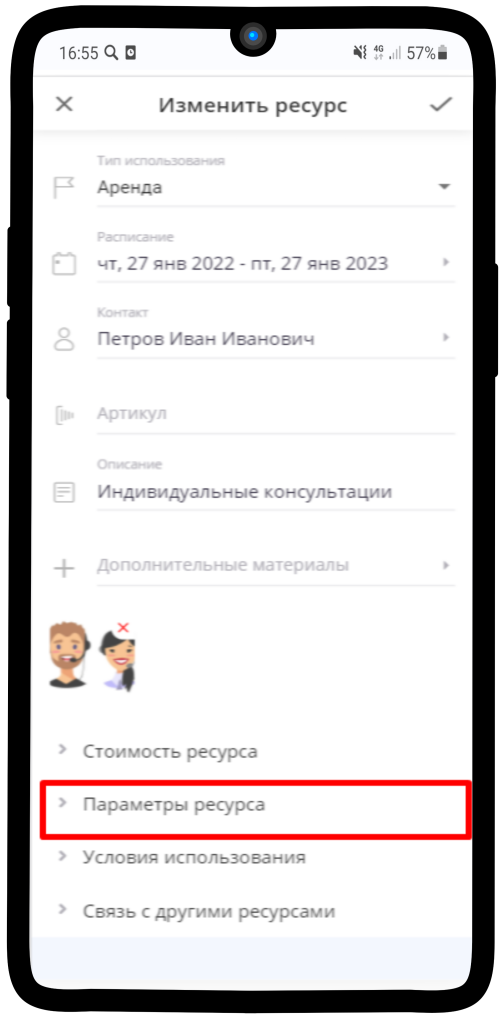 16:55
4G
57%
Изменить ресурс
Тип использования
Аренда
Расписание
чт, 27 янв 2022 - пт, 27 янв 2023
Контакт
Петров Иван Иванович
Артикул
Описание
Индивидуальные консультации
Дополнительные материалы
Стоимость ресурса
Параметры ресурса
Условия использования
Связь с другими ресурсами